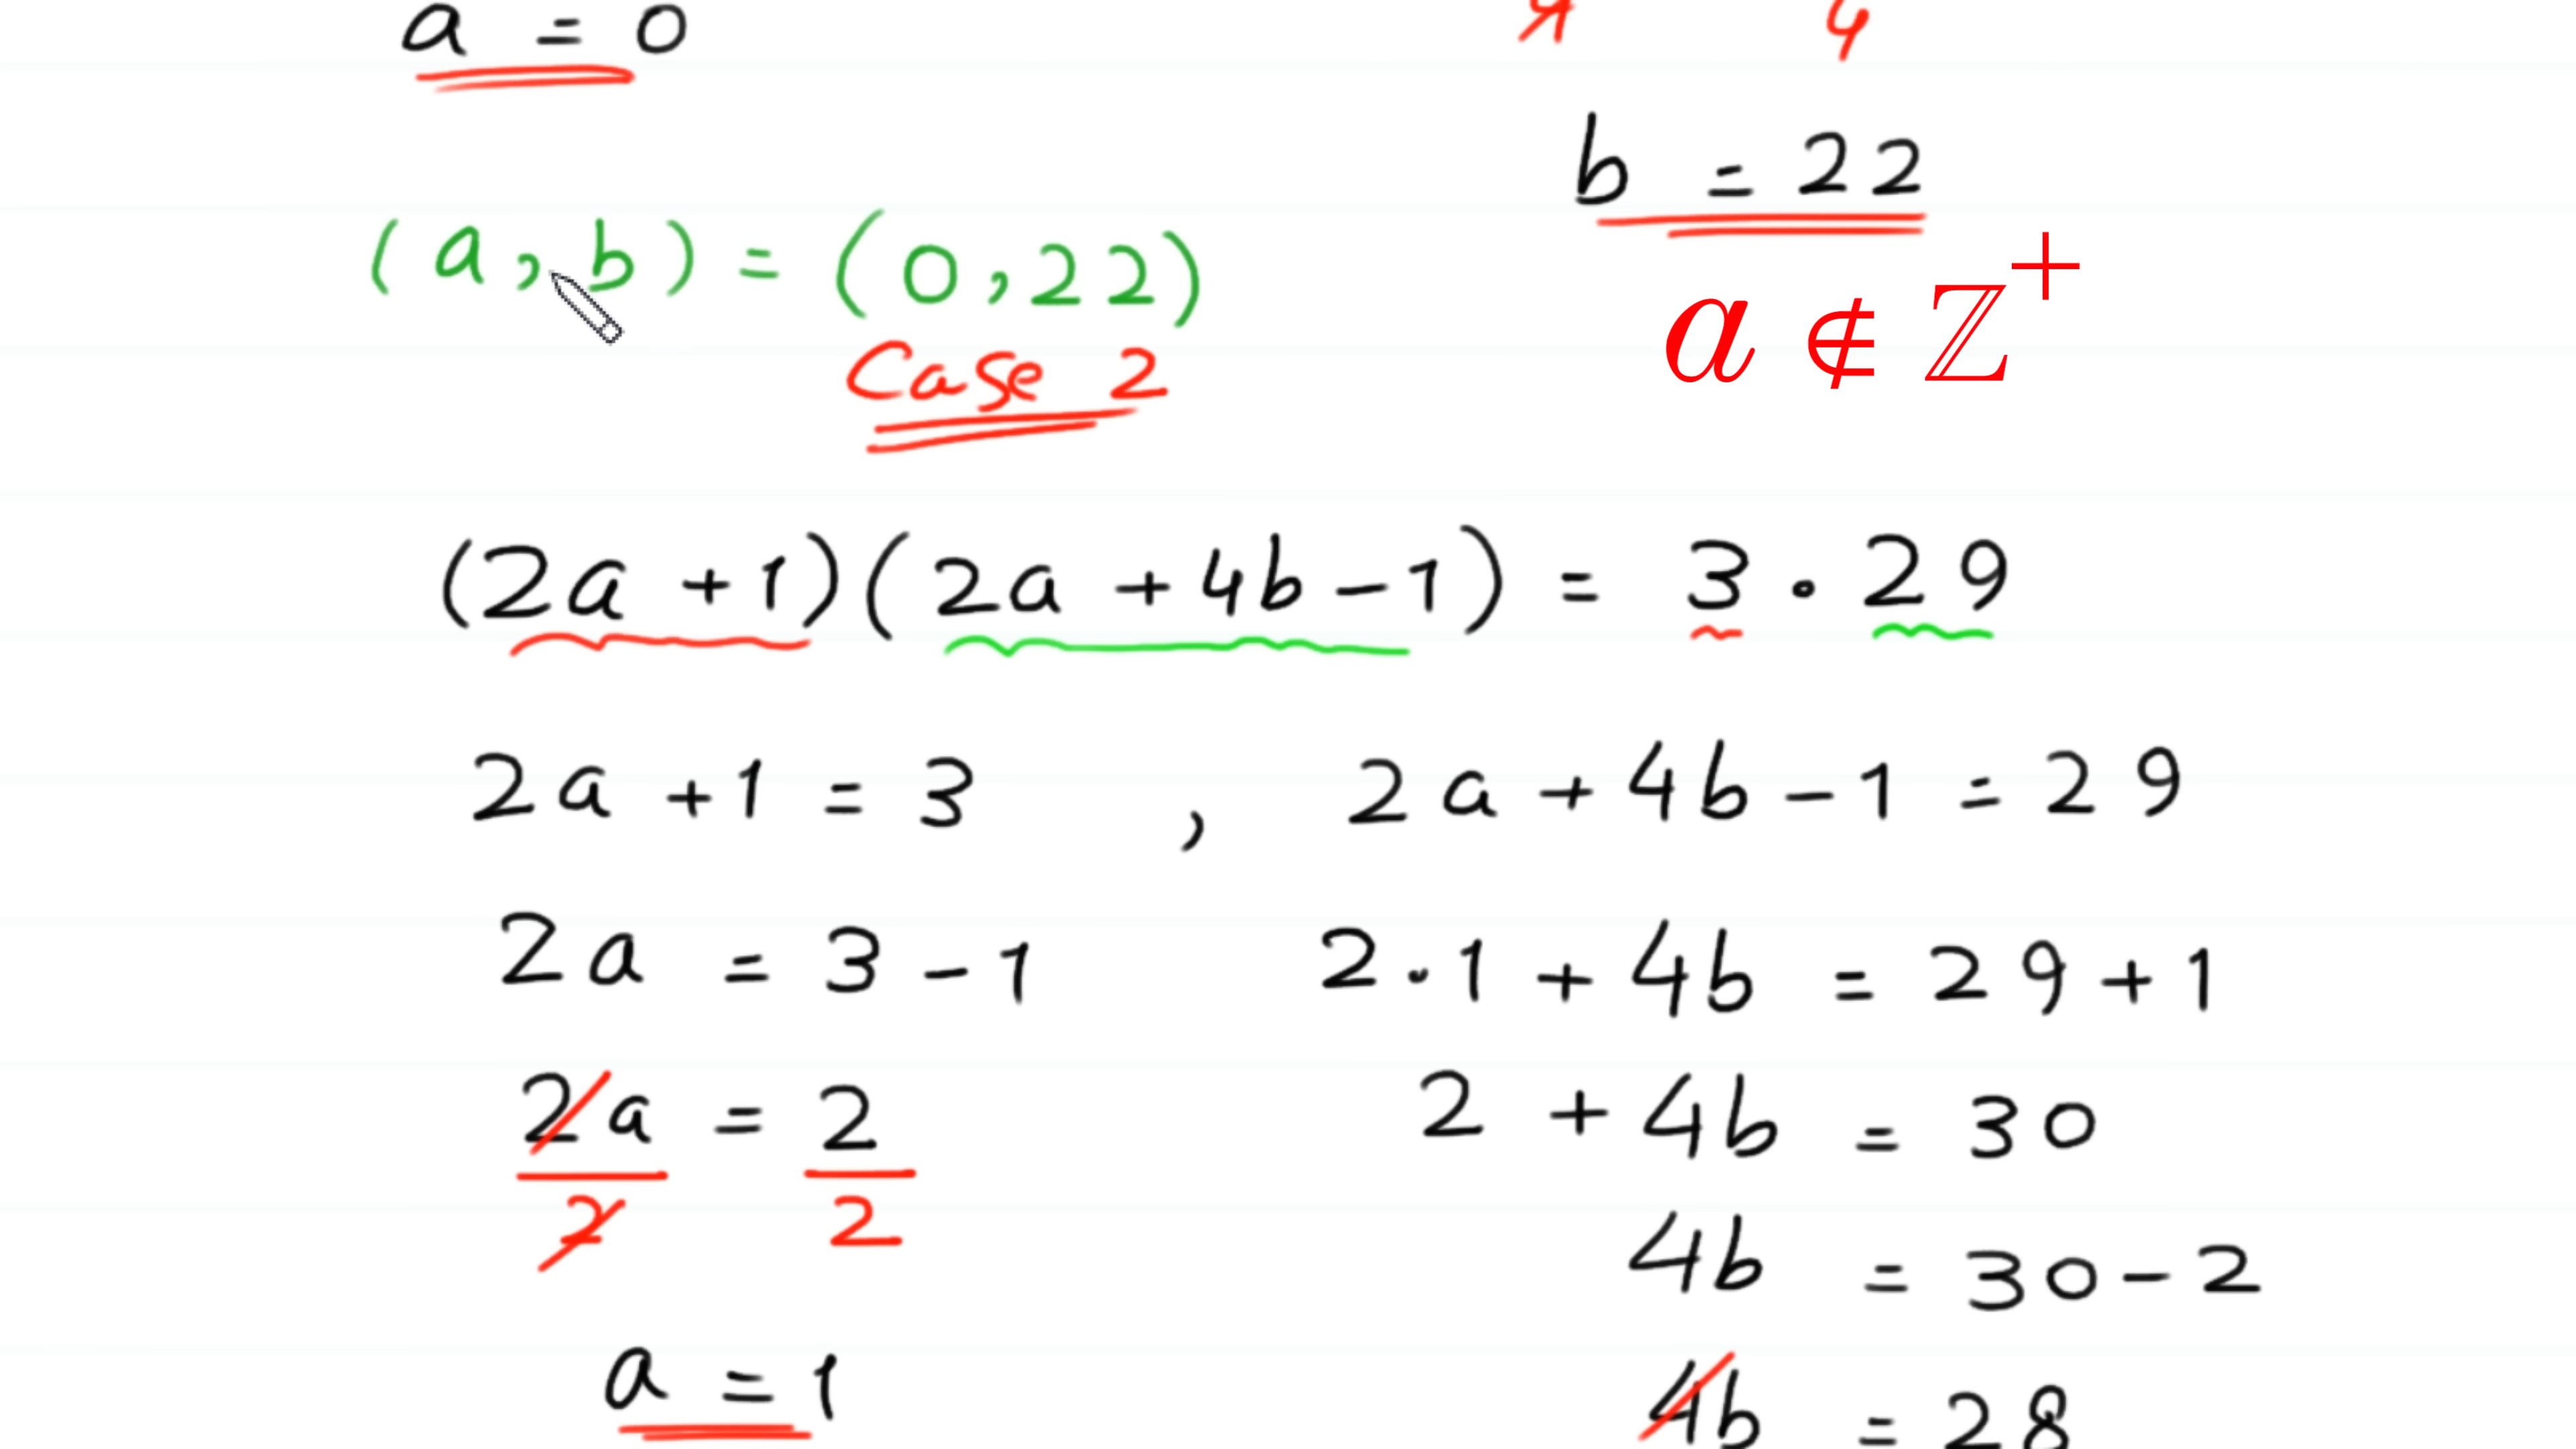 a = 0
4 4
b = 22
(a, b) = (0, 22)
a ∉ ℤ⁺
Case 2
(2a + 1)(2a + 4b - 1) = 3 · 29
2a + 1 = 3 , 2a + 4b - 1 = 29
2a = 3 - 1 2·1 + 4b = 29 + 1
2a = 2 2 + 4b = 30
2 2
4b = 30 - 2
a = 1 4b = 28